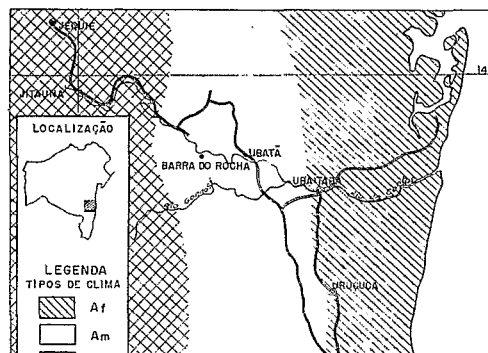 JEQUIÉ
14
JITAÚNA
LOCALIZAÇÃO
UBATÃ
BARRA DO ROCHA
UBAITABA
LEGENDA
TIPOS DE CLIMA
URUÇUCA
Af
Am